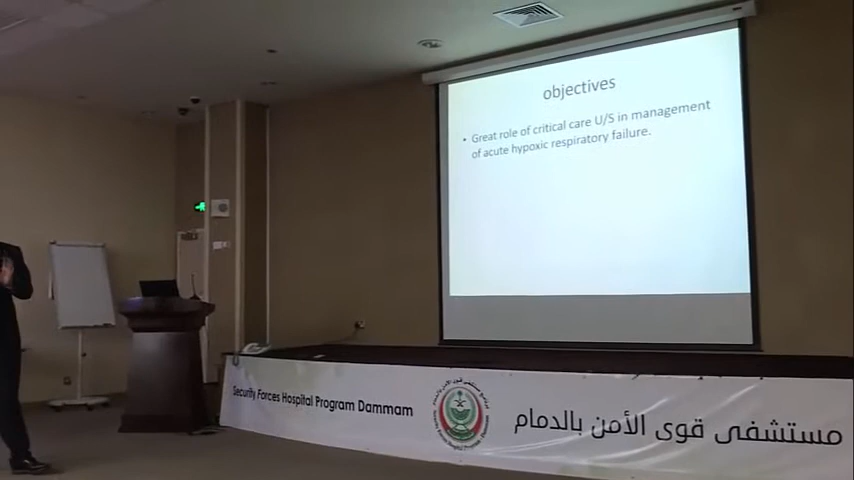 objectives
• Great role of critical care U/S in management
of acute hypoxic respiratory failure.
Security Forces Hospital Program Dammam
مستشفى قوى الأمن بالدمام